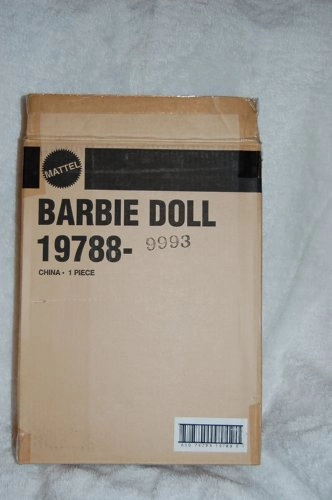 MATTEL
BARBIE DOLL
19788- 9993
CHINA • 1 PIECE